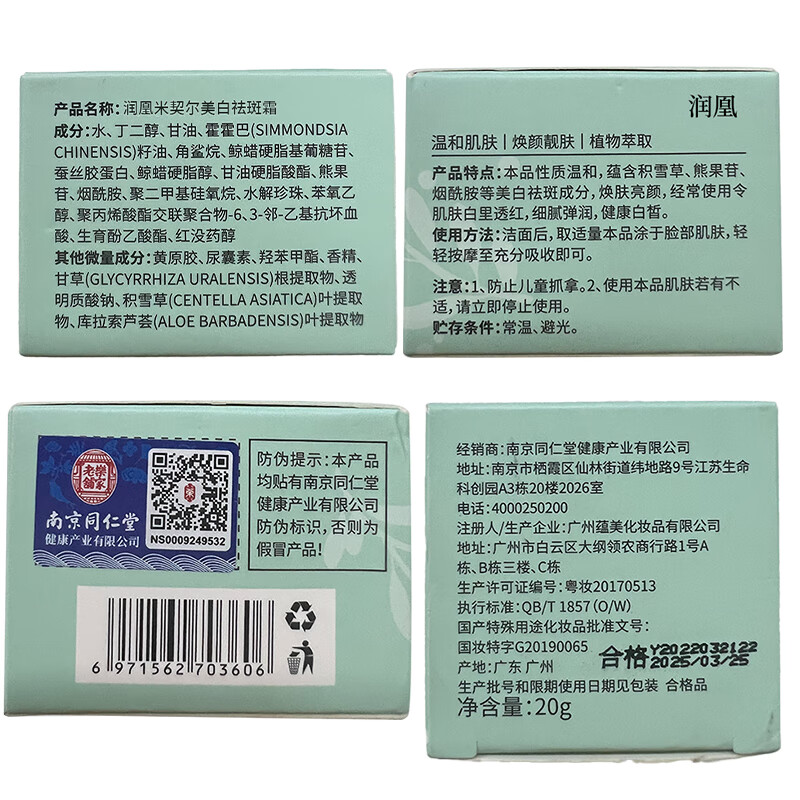 产品名称：润凰米契尔美白祛斑霜
成分：水、丁二醇、甘油、霍霍巴(SIMMONDSIA
CHINENSIS)籽油、角鲨烷、鲸蜡硬脂基葡糖苷、
蚕丝胶蛋白、鲸蜡硬脂醇、甘油硬脂酸酯、熊果
苷、烟酰胺、聚二甲基硅氧烷、水解珍珠、苯氧乙
醇、聚丙烯酸酯交联聚合物-6、3-邻-乙基抗坏血
酸、生育酚乙酸酯、红没药醇
其他微量成分：黄原胶、尿囊素、羟苯甲酯、香精、
甘草(GLYCYRRHIZA URALENSIS)根提取物、透
明质酸钠、积雪草(CENTELLA ASIATICA)叶提取
物、库拉索芦荟(ALOE BARBADENSIS)叶提取物
润凰
温和肌肤 | 焕颜靓肤 | 植物萃取
产品特点：本品性质温和，蕴含积雪草、熊果苷、
烟酰胺等美白祛斑成分，焕肤亮颜，经常使用令
肌肤白里透红，细腻弹润，健康白皙。
使用方法：洁面后，取适量本品涂于脸部肌肤，轻
轻按摩至充分吸收即可。
注意：1、防止儿童抓拿。2、使用本品肌肤若有不
适，请立即停止使用。
贮存条件：常温、避光。
老樂
舖家
南京同仁堂
健康产业有限公司
NS0009249532
防伪提示：本产品
均贴有南京同仁堂
健康产业有限公司
防伪标识，否则为
假冒产品！
6 971562 703606
经销商：南京同仁堂健康产业有限公司
地址：南京市栖霞区仙林街道纬地路9号江苏生命
科创园A3栋20楼2026室
电话：4000250200
注册人/生产企业：广州蕴美化妆品有限公司
地址：广州市白云区大纲领农商行路1号A
栋、B栋三楼、C栋
生产许可证编号：粤妆20170513
执行标准：QB/T 1857(O/W)
国产特殊用途化妆品批准文号：
国妆特字G20190065
合格Y2022032122
2025/03/25
产地：广东 广州
生产批号和限期使用日期见包装 合格品
净含量：20g